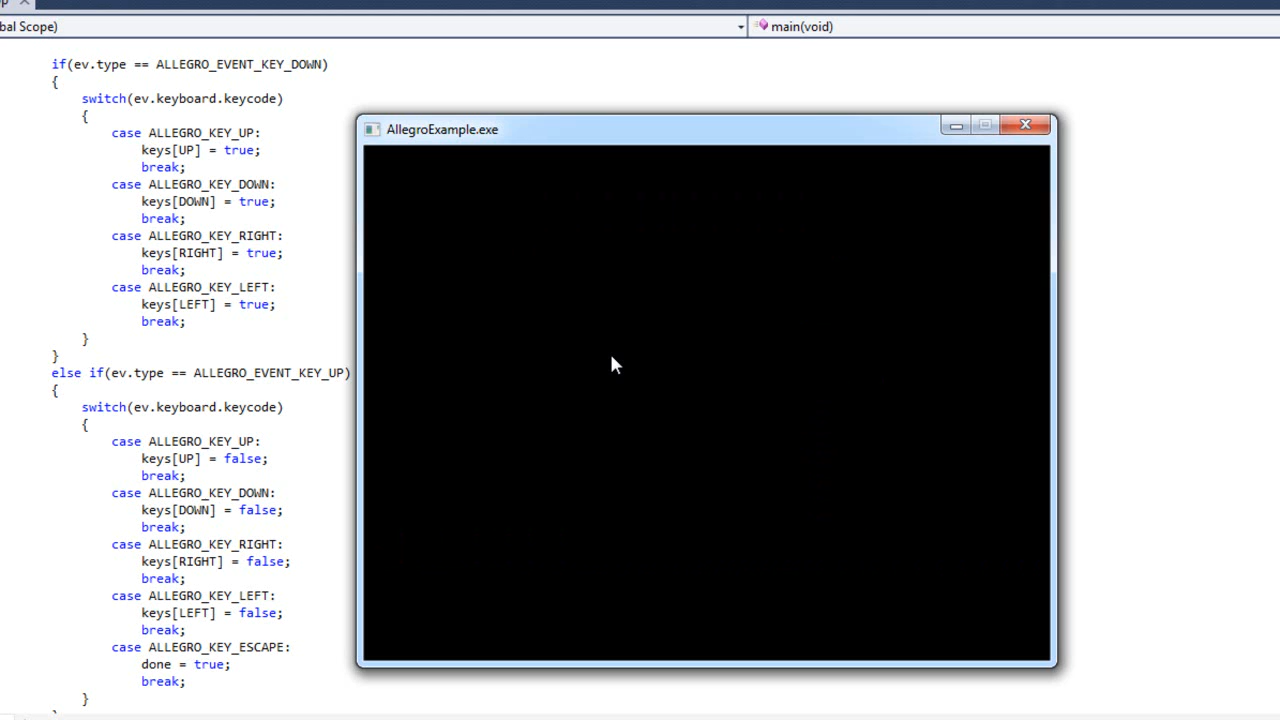 p
bal Scope)
main(void)
if(ev.type == ALLEGRO_EVENT_KEY_DOWN)
{
switch(ev.keyboard.keycode)
{
case ALLEGRO_KEY_UP:
keys[UP] = true;
break;
case ALLEGRO_KEY_DOWN:
keys[DOWN] = true;
break;
case ALLEGRO_KEY_RIGHT:
keys[RIGHT] = true;
break;
case ALLEGRO_KEY_LEFT:
keys[LEFT] = true;
break;
}
}
else if(ev.type == ALLEGRO_EVENT_KEY_UP)
{
switch(ev.keyboard.keycode)
{
case ALLEGRO_KEY_UP:
keys[UP] = false;
break;
case ALLEGRO_KEY_DOWN:
keys[DOWN] = false;
break;
case ALLEGRO_KEY_RIGHT:
keys[RIGHT] = false;
break;
case ALLEGRO_KEY_LEFT:
keys[LEFT] = false;
break;
case ALLEGRO_KEY_ESCAPE:
done = true;
break;
}
AllegroExample.exe